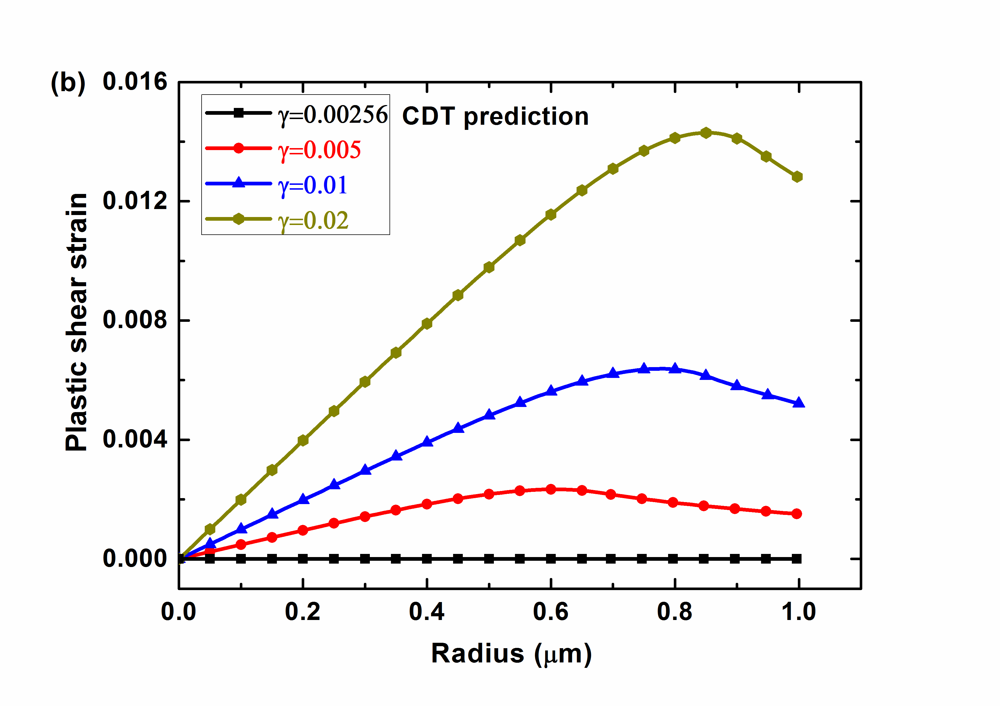 (b)
0.016
γ=0.00256
CDT prediction
γ=0.005
γ=0.01
0.012
γ=0.02
0.008
0.004
0.000
Plastic shear strain
0.0 0.2 0.4 0.6 0.8 1.0
Radius (μm)